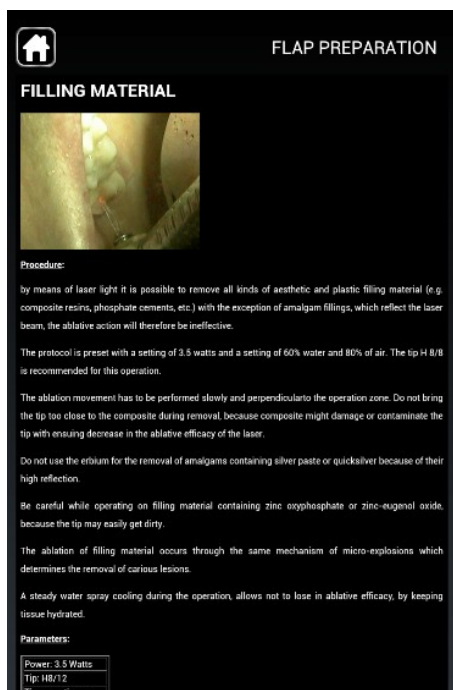 FLAP PREPARATION
FILLING MATERIAL
Procedure:
by means of laser light it is possible to remove all kinds of aesthetic and plastic filling material (e.g.
composite resins, phosphate cements, etc.) with the exception of amalgam fillings, which reflect the laser
beam, the ablative action will therefore be ineffective.
The protocol is preset with a setting of 3.5 watts and a setting of 60% water and 80% of air. The tip H 8/8
is recommended for this operation.
The ablation movement has to be performed slowly and perpendicularto the operation zone. Do not bring
the tip too close to the composite during removal, because composite might damage or contaminate the
tip with ensuing decrease in the ablative efficacy of the laser.
Do not use the erbium for the removal of amalgams containing silver paste or quicksilver because of their
high reflection.
Be careful while operating on filling material containing zinc oxyphosphate or zinc-eugenol oxide,
because the tip may easily get dirty.
The ablation of filling material occurs through the same mechanism of micro-explosions which
determines the removal of carious lesions.
A steady water spray cooling during the operation, allows not to lose in ablative efficacy, by keeping
tissue hydrated.
Parameters:
Power: 3.5 Watts
Tip: H8/12